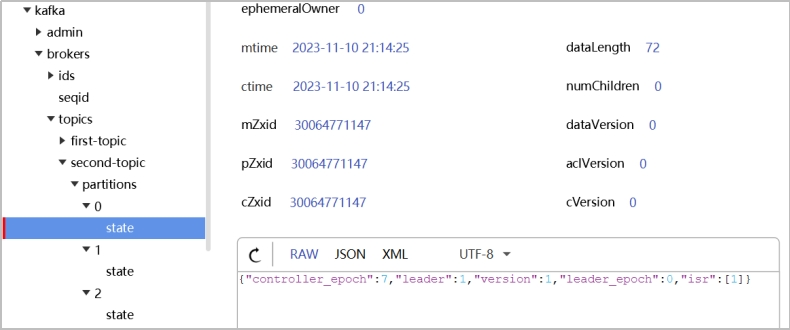 kafka
admin
brokers
ids
seqid
topics
first-topic
second-topic
partitions
0
state
1
state
2
state
ephemeralOwner 0
mtime 2023-11-10 21:14:25 dataLength 72
ctime 2023-11-10 21:14:25 numChildren 0
mZxid 30064771147 dataVersion 0
pZxid 30064771147 aclVersion 0
cZxid 30064771147 cVersion 0
RAW JSON XML UTF-8
{"controller_epoch":7,"leader":1,"version":1,"leader_epoch":0,"isr":[1]}